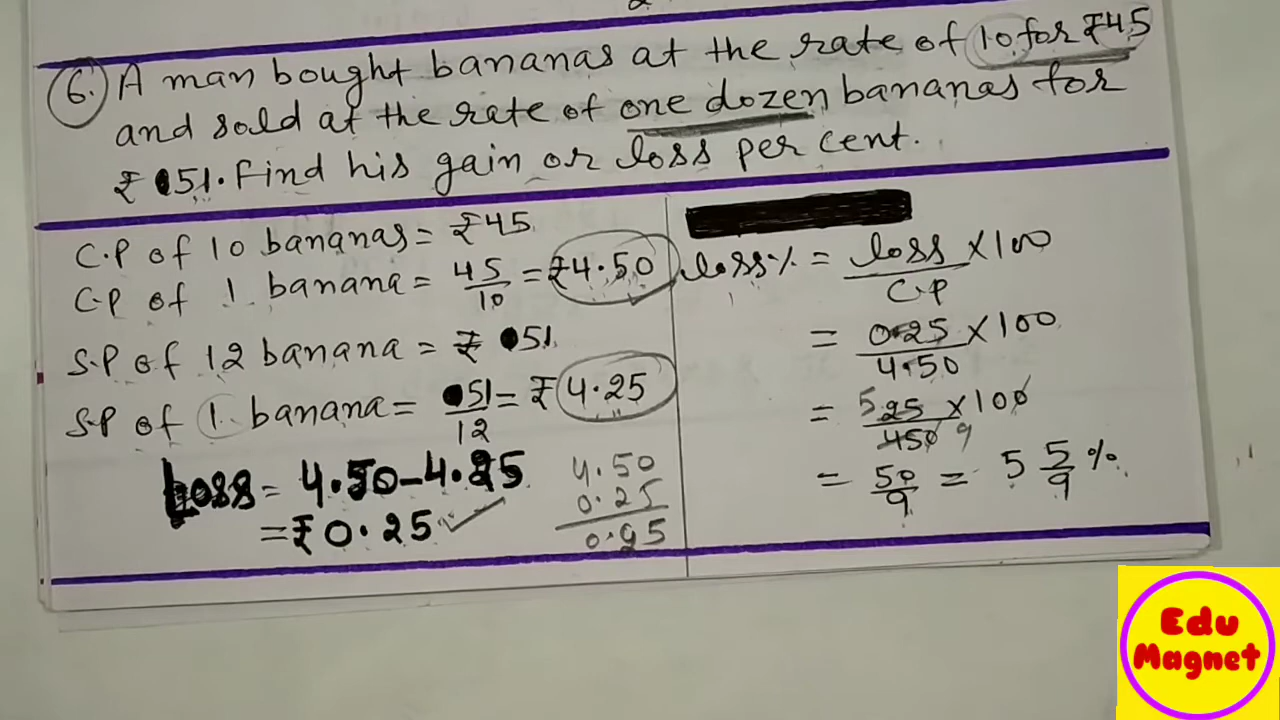 6. A man bought bananas at the rate of 10 for ₹45
and sold at the rate of one dozen bananas for
₹ 51. Find his gain or loss per cent.
C.P of 10 bananas = ₹45
C.P of 1 banana = 45/10 = ₹4.50
S.P of 12 banana = ₹ 51
S.P of 1 banana = 51/12 = ₹ 4.25
Loss = 4.50-4.25
= ₹0.25
4.50
0.25
0.25
loss% = loss/C.P × 100
= 0.25/4.50 × 100
= 5 25/450 × 100 9
= 50/9 = 5 5/9 %
Edu
Magnet